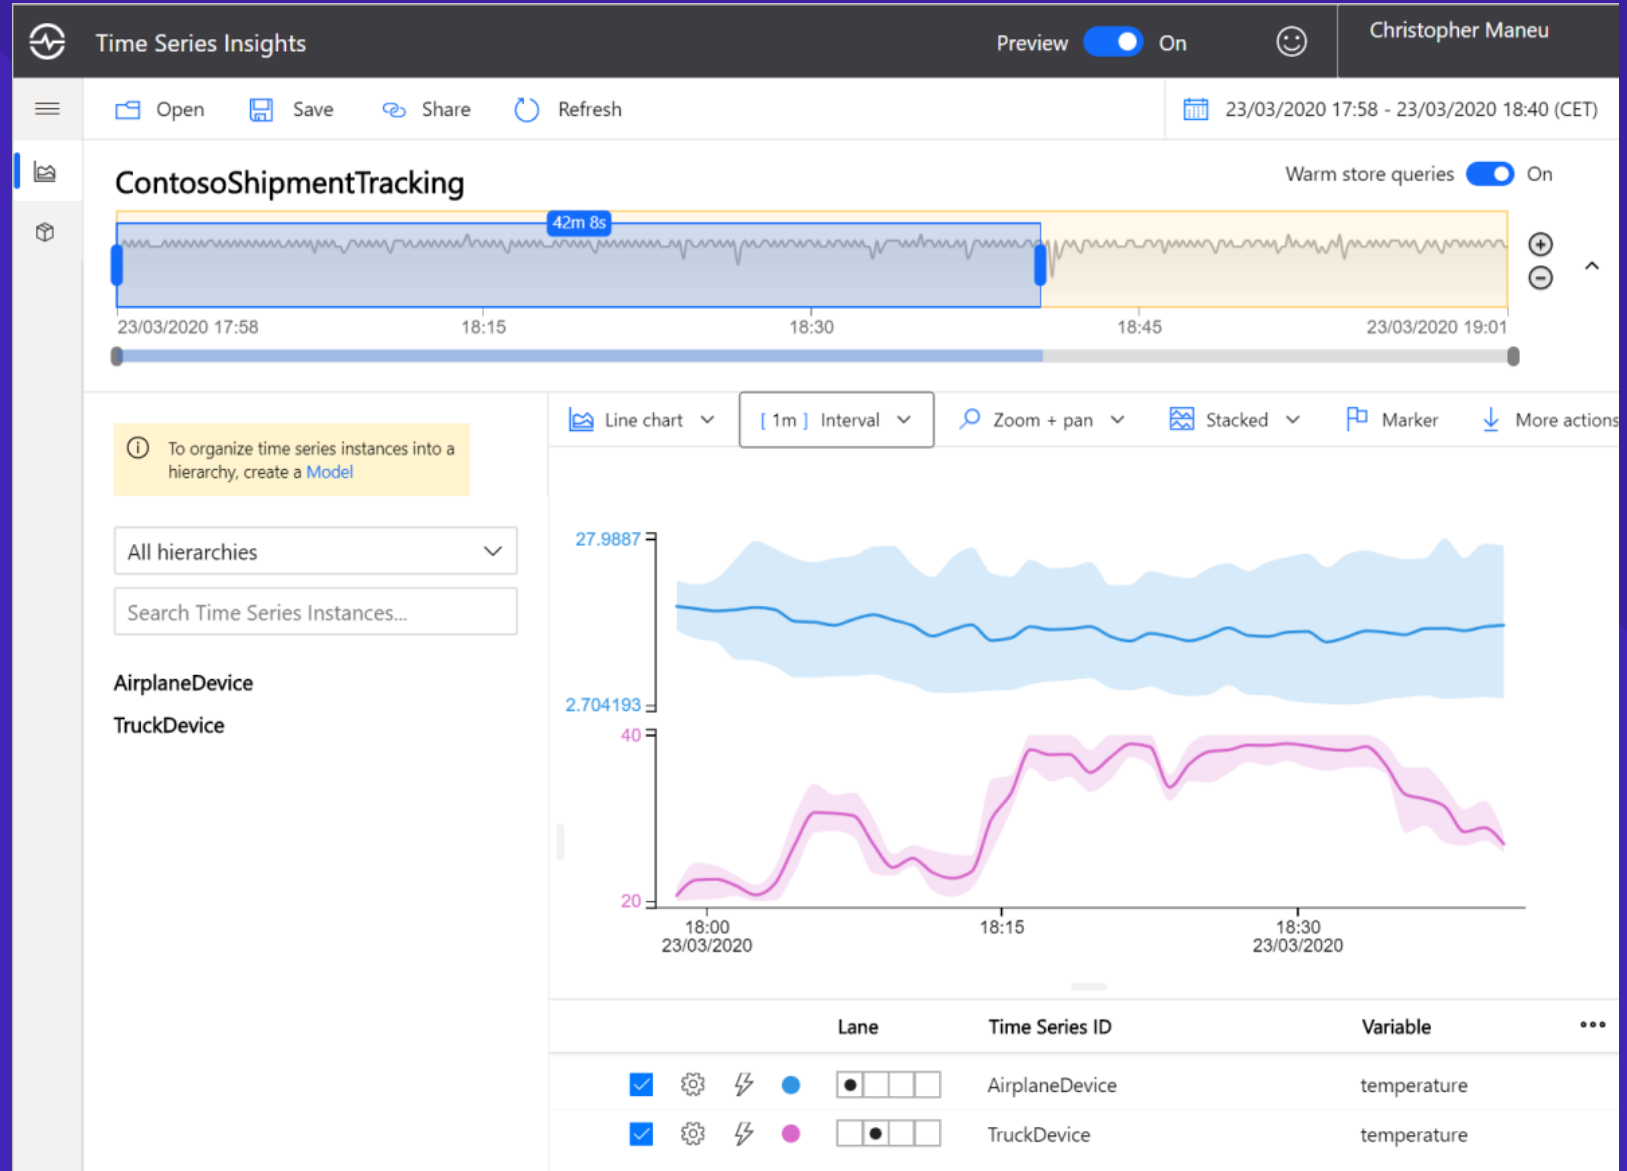 Time Series Insights
Preview On
Christopher Maneu
Open Save Share Refresh
23/03/2020 17:58 - 23/03/2020 18:40 (CET)
ContosoShipmentTracking
Warm store queries On
42m 8s
23/03/2020 17:58 18:15 18:30 18:45 23/03/2020 19:01
Line chart [ 1m ] Interval Zoom + pan Stacked Marker More actions
To organize time series instances into a
hierarchy, create a Model
All hierarchies
Search Time Series Instances...
AirplaneDevice
TruckDevice
27.9887
2.704193
40
20
18:00 18:15 18:30
23/03/2020 23/03/2020
Lane Time Series ID Variable
AirplaneDevice temperature
TruckDevice temperature